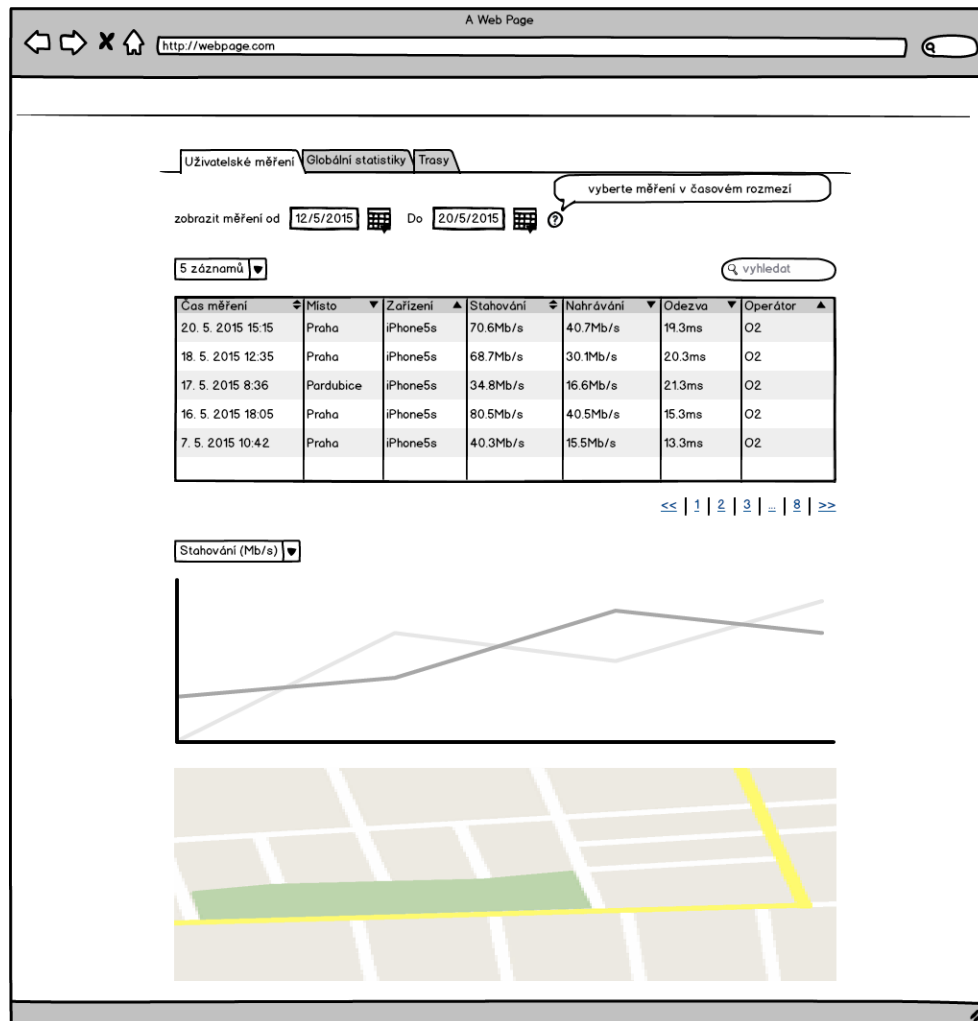 A Web Page
http://webpage.com
Uživatelské měření Globální statistiky Trasy
vyberte měření v časovém rozmezí
zobrazit měření od 12/5/2015 Do 20/5/2015 ?
5 záznamů vyhledat
Čas měření Místo Zařízení Stahování Nahrávání Odezva Operátor
20. 5. 2015 15:15 Praha iPhone5s 70.6Mb/s 40.7Mb/s 19.3ms O2
18. 5. 2015 12:35 Praha iPhone5s 68.7Mb/s 30.1Mb/s 20.3ms O2
17. 5. 2015 8:36 Pardubice iPhone5s 34.8Mb/s 16.6Mb/s 21.3ms O2
16. 5. 2015 18:05 Praha iPhone5s 80.5Mb/s 40.5Mb/s 15.3ms O2
7. 5. 2015 10:42 Praha iPhone5s 40.3Mb/s 15.5Mb/s 13.3ms O2
<< | 1 | 2 | 3 | ... | 8 | >>
Stahování (Mb/s)